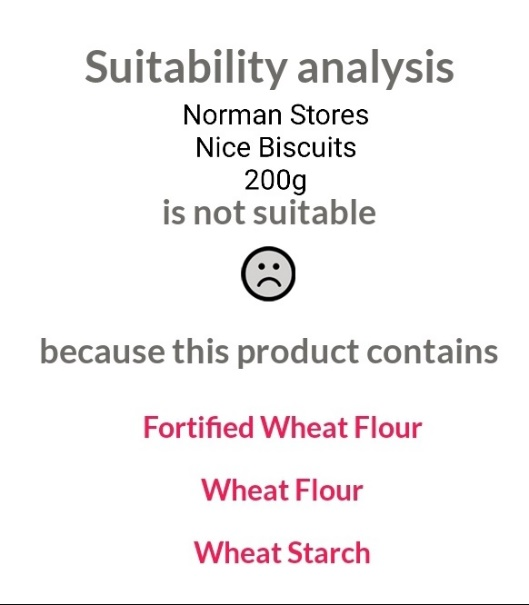 Suitability analysis
Norman Stores
Nice Biscuits
200g
is not suitable
because this product contains
Fortified Wheat Flour
Wheat Flour
Wheat Starch